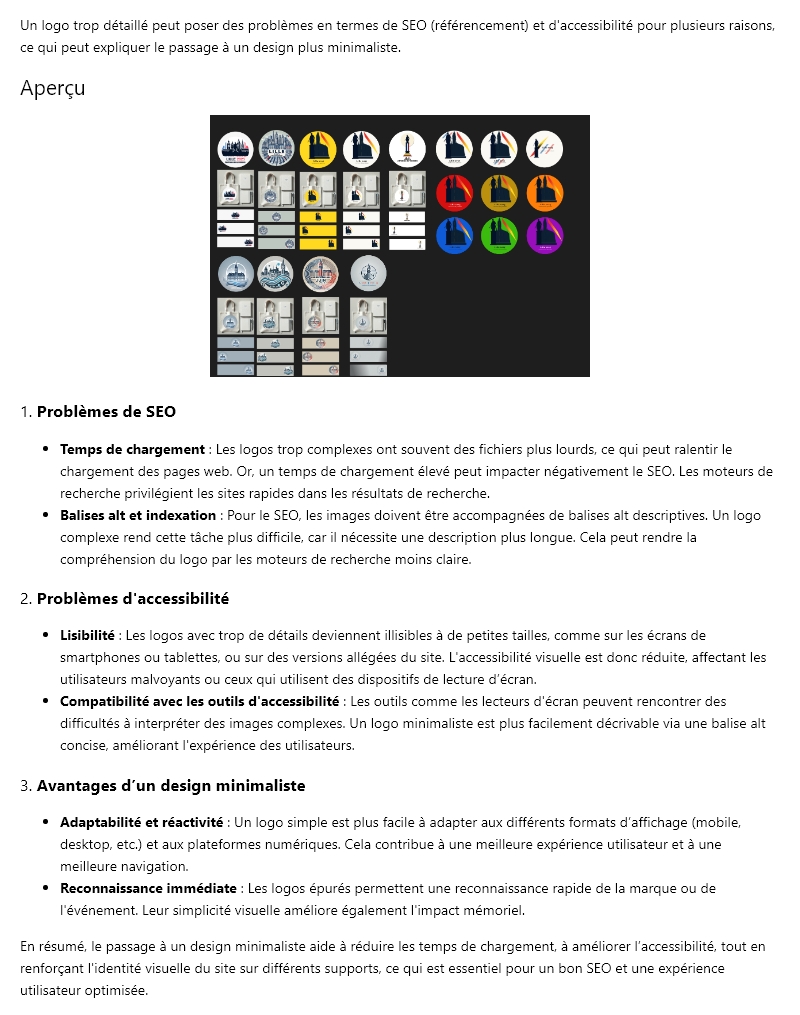 Un logo trop détaillé peut poser des problèmes en termes de SEO (référencement) et d'accessibilité pour plusieurs raisons,
ce qui peut expliquer le passage à un design plus minimaliste.
Aperçu
LILLE
1. Problèmes de SEO
• Temps de chargement : Les logos trop complexes ont souvent des fichiers plus lourds, ce qui peut ralentir le
chargement des pages web. Or, un temps de chargement élevé peut impacter négativement le SEO. Les moteurs de
recherche privilégient les sites rapides dans les résultats de recherche.
• Balises alt et indexation : Pour le SEO, les images doivent être accompagnées de balises alt descriptives. Un logo
complexe rend cette tâche plus difficile, car il nécessite une description plus longue. Cela peut rendre la
compréhension du logo par les moteurs de recherche moins claire.
2. Problèmes d'accessibilité
• Lisibilité : Les logos avec trop de détails deviennent illisibles à de petites tailles, comme sur les écrans de
smartphones ou tablettes, ou sur des versions allégées du site. L'accessibilité visuelle est donc réduite, affectant les
utilisateurs malvoyants ou ceux qui utilisent des dispositifs de lecture d’écran.
• Compatibilité avec les outils d'accessibilité : Les outils comme les lecteurs d'écran peuvent rencontrer des
difficultés à interpréter des images complexes. Un logo minimaliste est plus facilement décrivable via une balise alt
concise, améliorant l'expérience des utilisateurs.
3. Avantages d’un design minimaliste
• Adaptabilité et réactivité : Un logo simple est plus facile à adapter aux différents formats d’affichage (mobile,
desktop, etc.) et aux plateformes numériques. Cela contribue à une meilleure expérience utilisateur et à une
meilleure navigation.
• Reconnaissance immédiate : Les logos épurés permettent une reconnaissance rapide de la marque ou de
l'événement. Leur simplicité visuelle améliore également l'impact mémoriel.
En résumé, le passage à un design minimaliste aide à réduire les temps de chargement, à améliorer l’accessibilité, tout en
renforçant l'identité visuelle du site sur différents supports, ce qui est essentiel pour un bon SEO et une expérience
utilisateur optimisée.